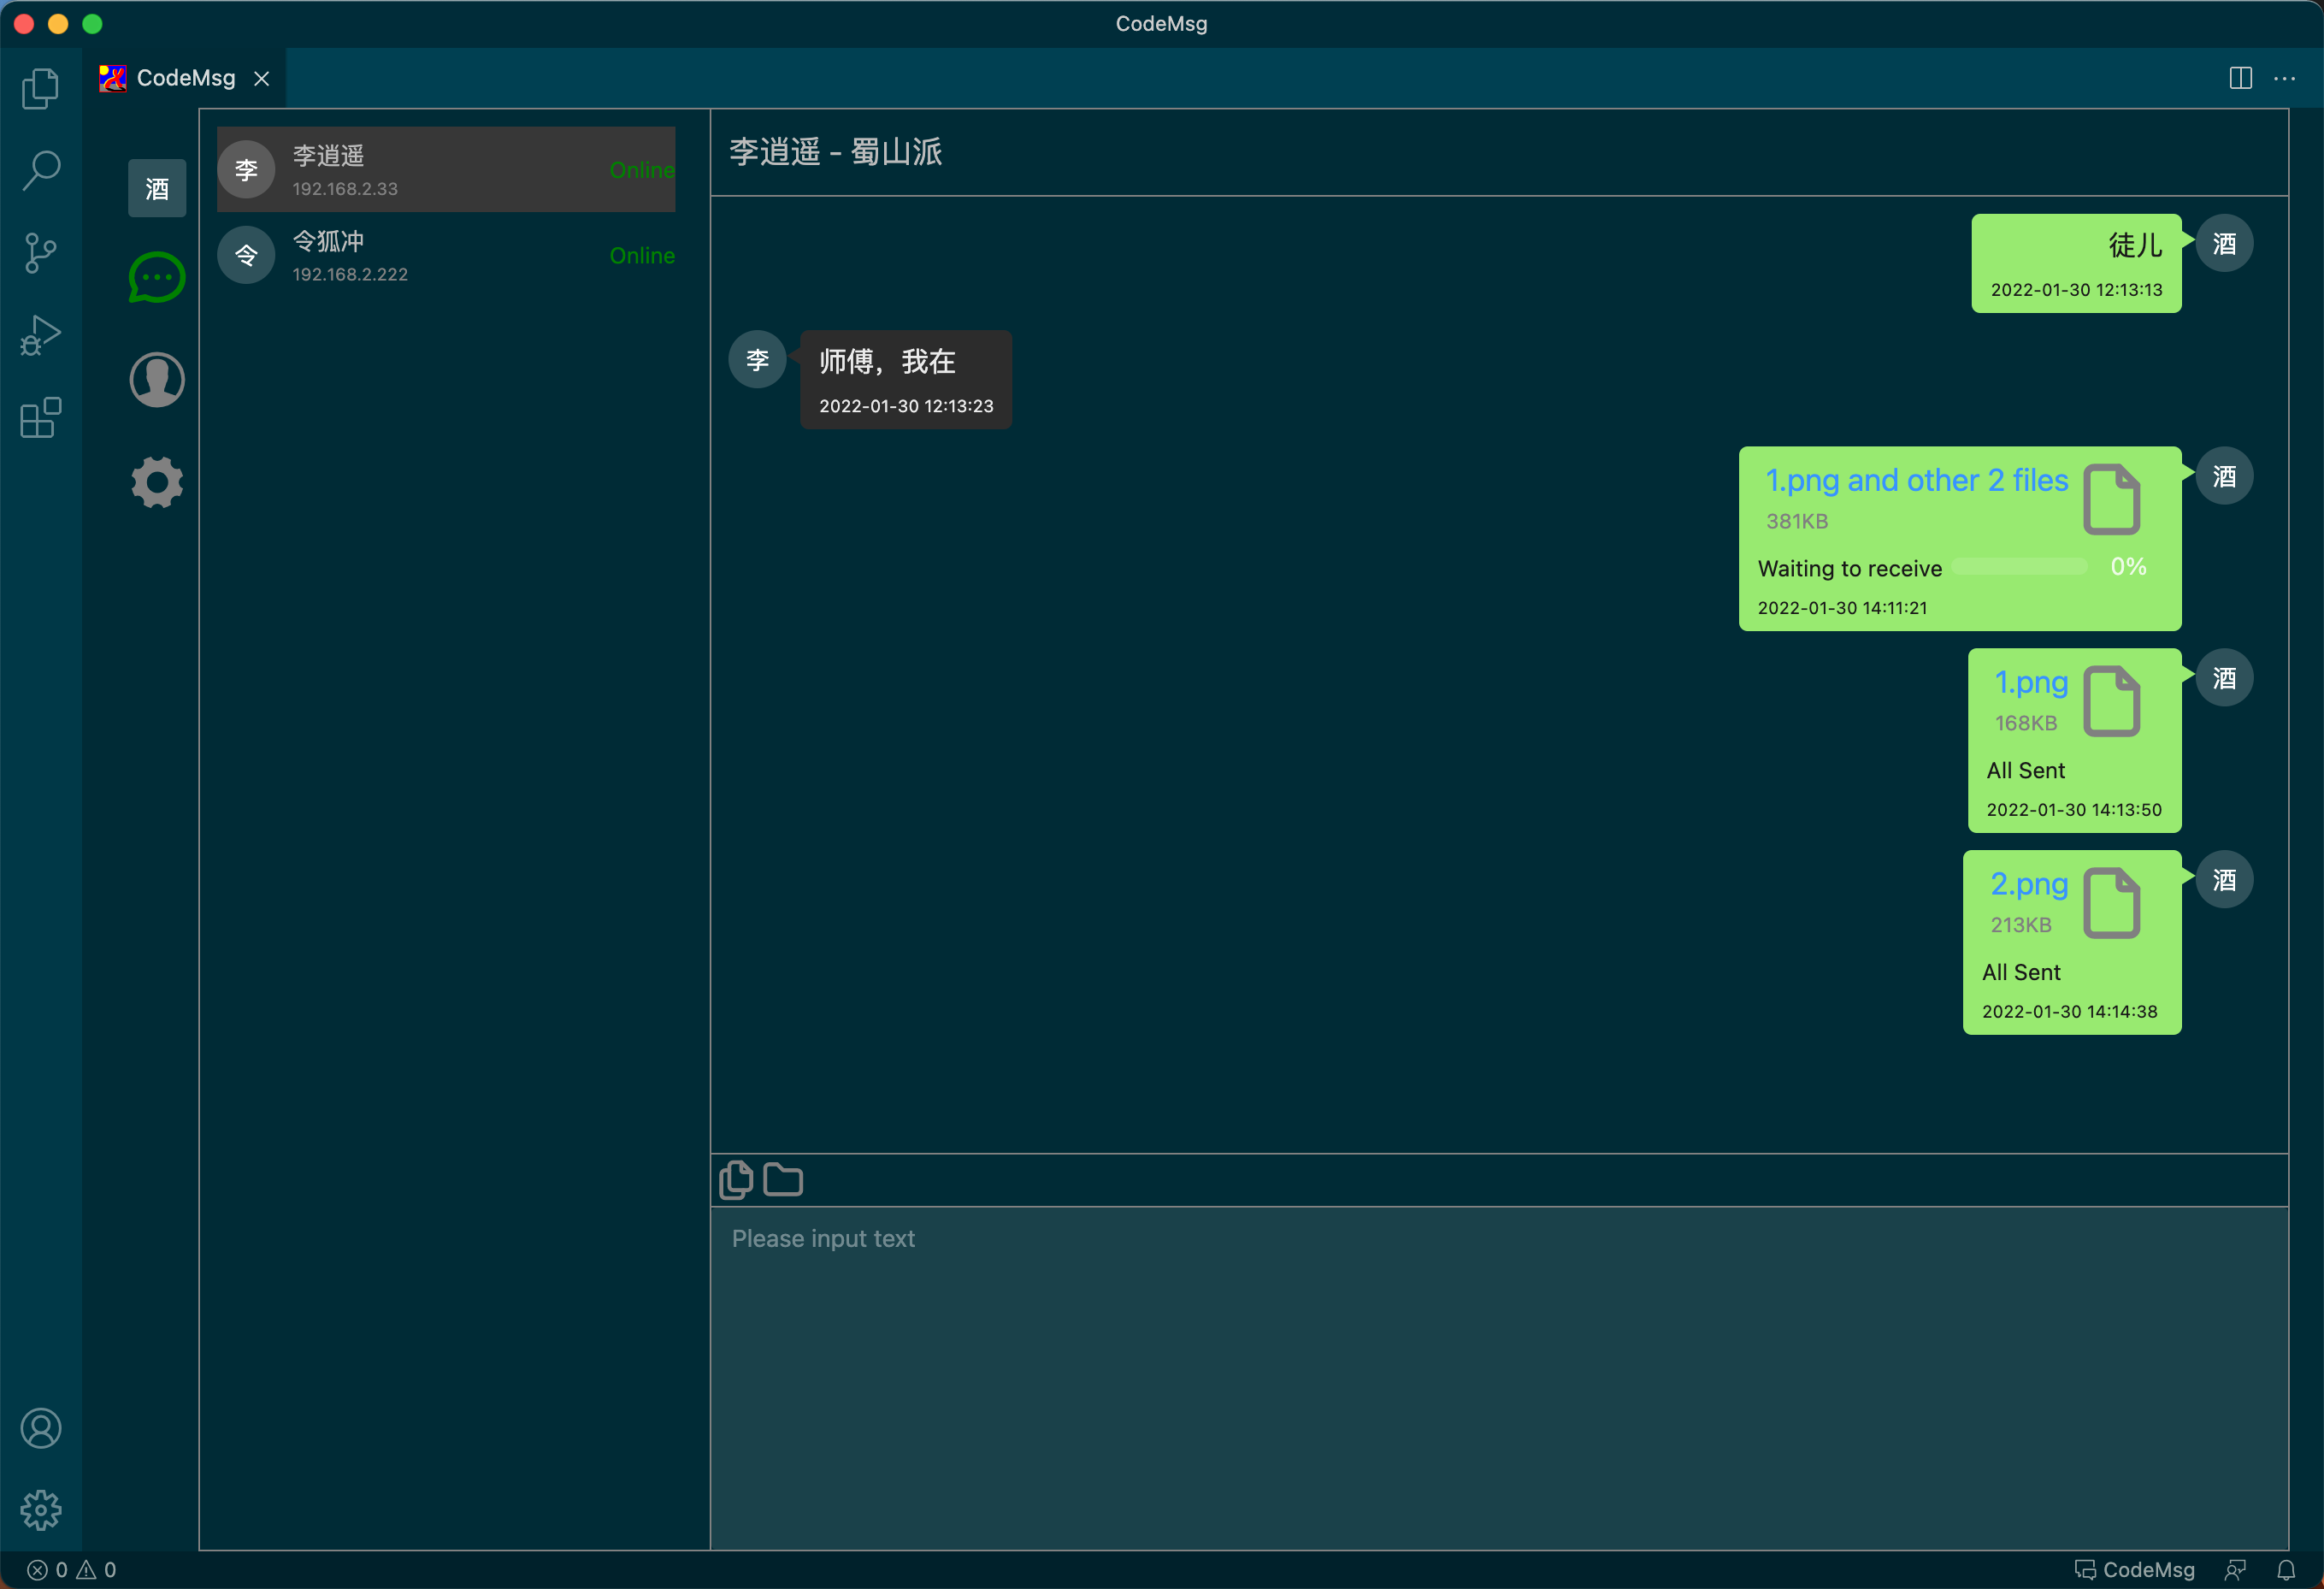 CodeMsg
CodeMsg
酒
李
李逍遥
192.168.2.33
Online
令
令狐冲
192.168.2.222
Online
李逍遥 - 蜀山派
徒儿
2022-01-30 12:13:13
酒
李
师傅，我在
2022-01-30 12:13:23
1.png and other 2 files
381KB
Waiting to receive 0%
2022-01-30 14:11:21
酒
1.png
168KB
All Sent
2022-01-30 14:13:50
酒
2.png
213KB
All Sent
2022-01-30 14:14:38
酒
Please input text
0 0
CodeMsg